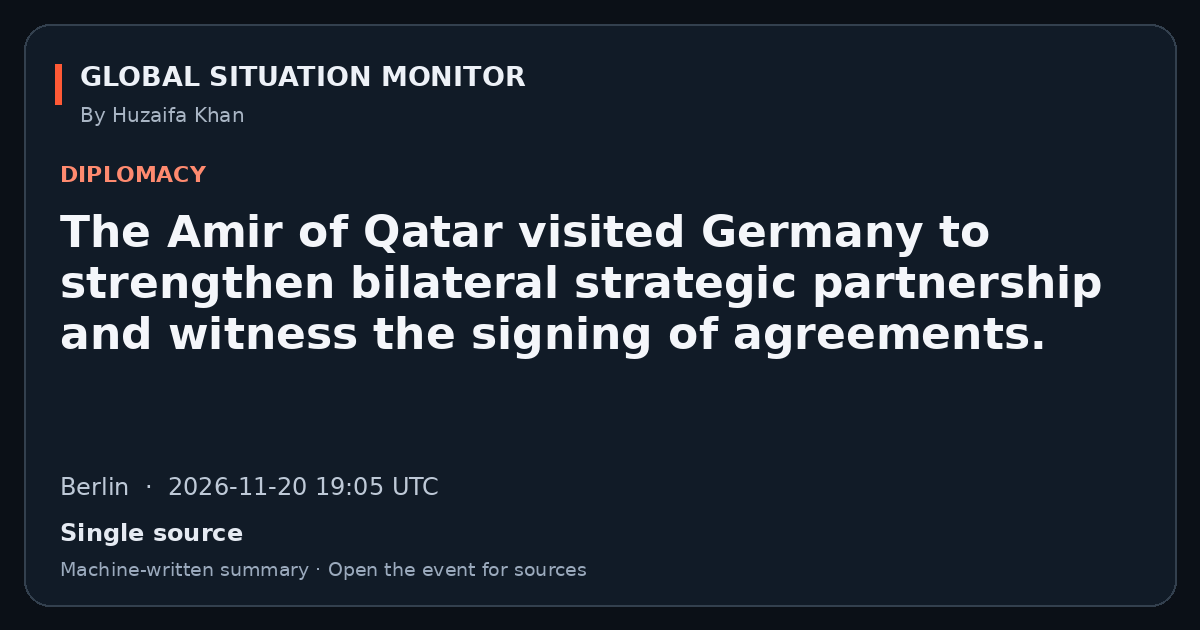 GLOBAL SITUATION MONITOR
By Huzaifa Khan
DIPLOMACY
The Amir of Qatar visited Germany to
strengthen bilateral strategic partnership
and witness the signing of agreements.
Berlin · 2026-11-20 19:05 UTC
Single source
Machine-written summary · Open the event for sources